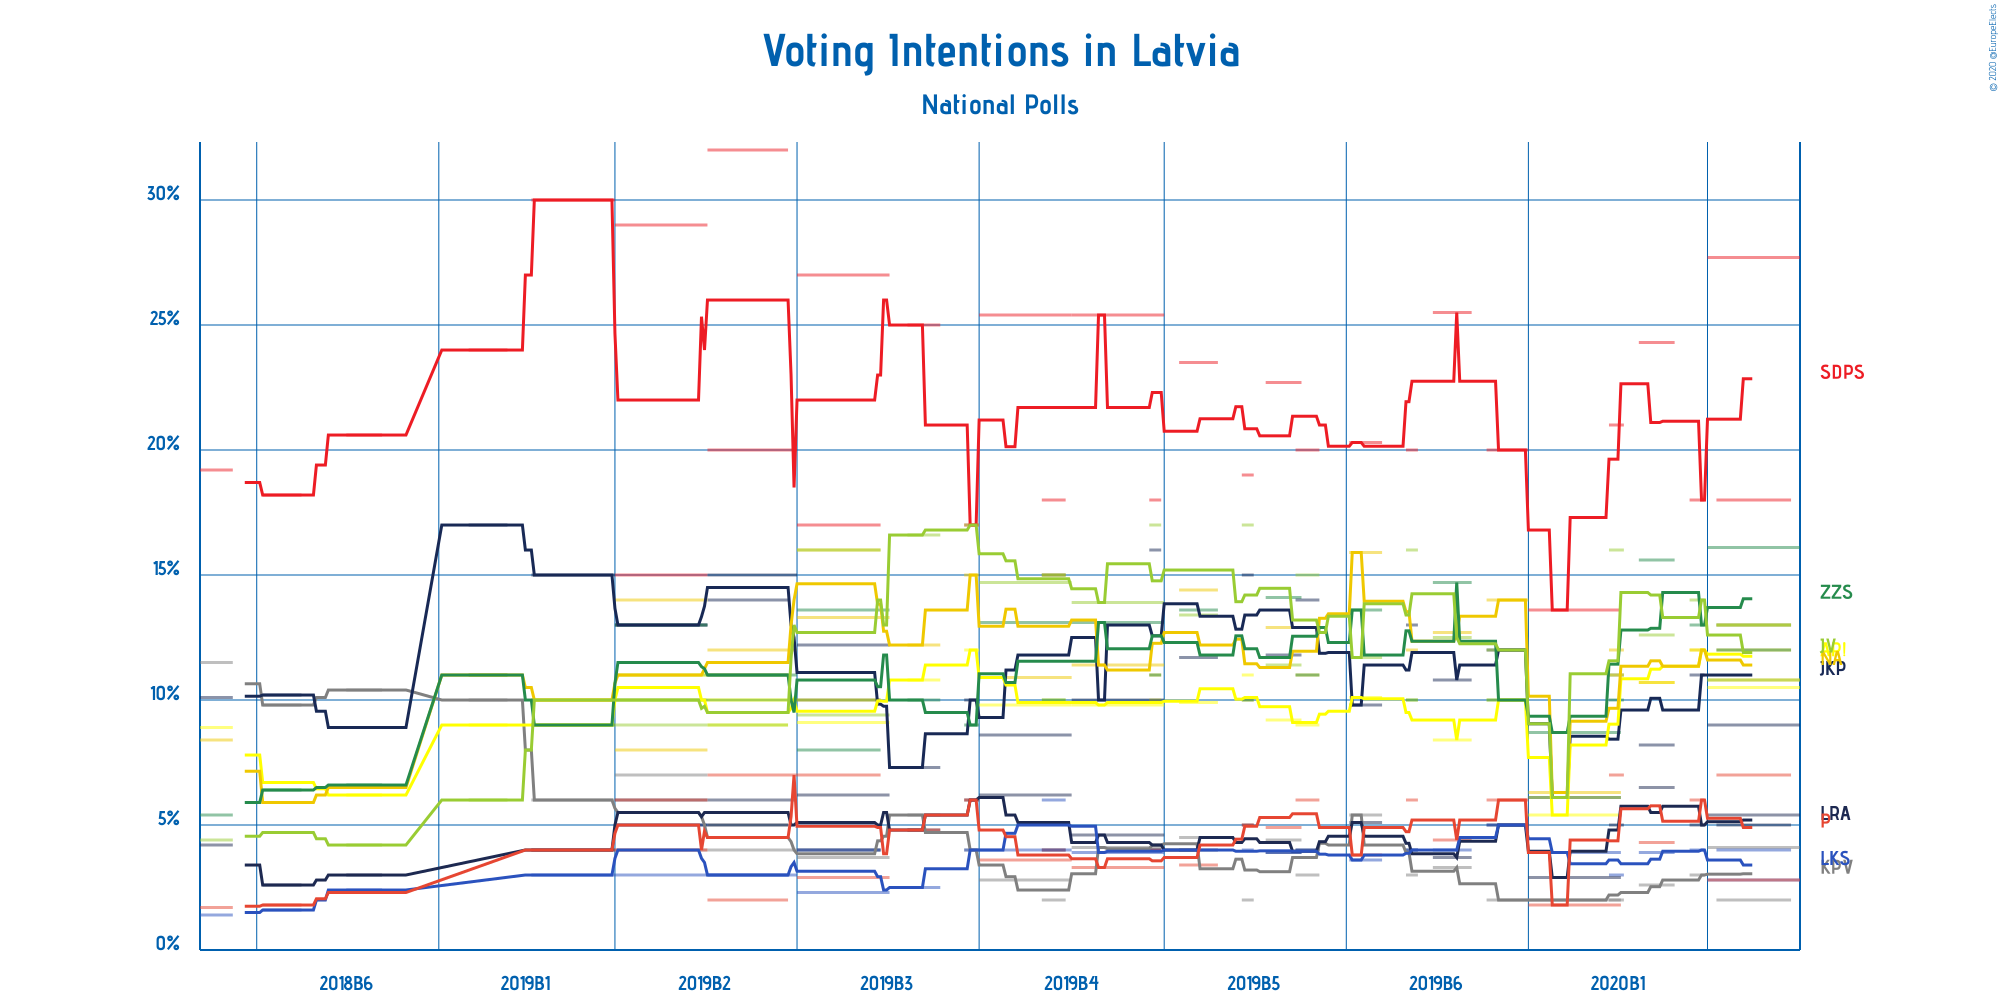 © 2020 @EuropeElects
Voting Intentions in Latvia
National Polls
30%
25%
20%
15%
10%
5%
0%
SDPS
ZZS
JV
NA
JKP
LRA
P
LKS
KPV
2018B6
2019B1
2019B2
2019B3
2019B4
2019B5
2019B6
2020B1